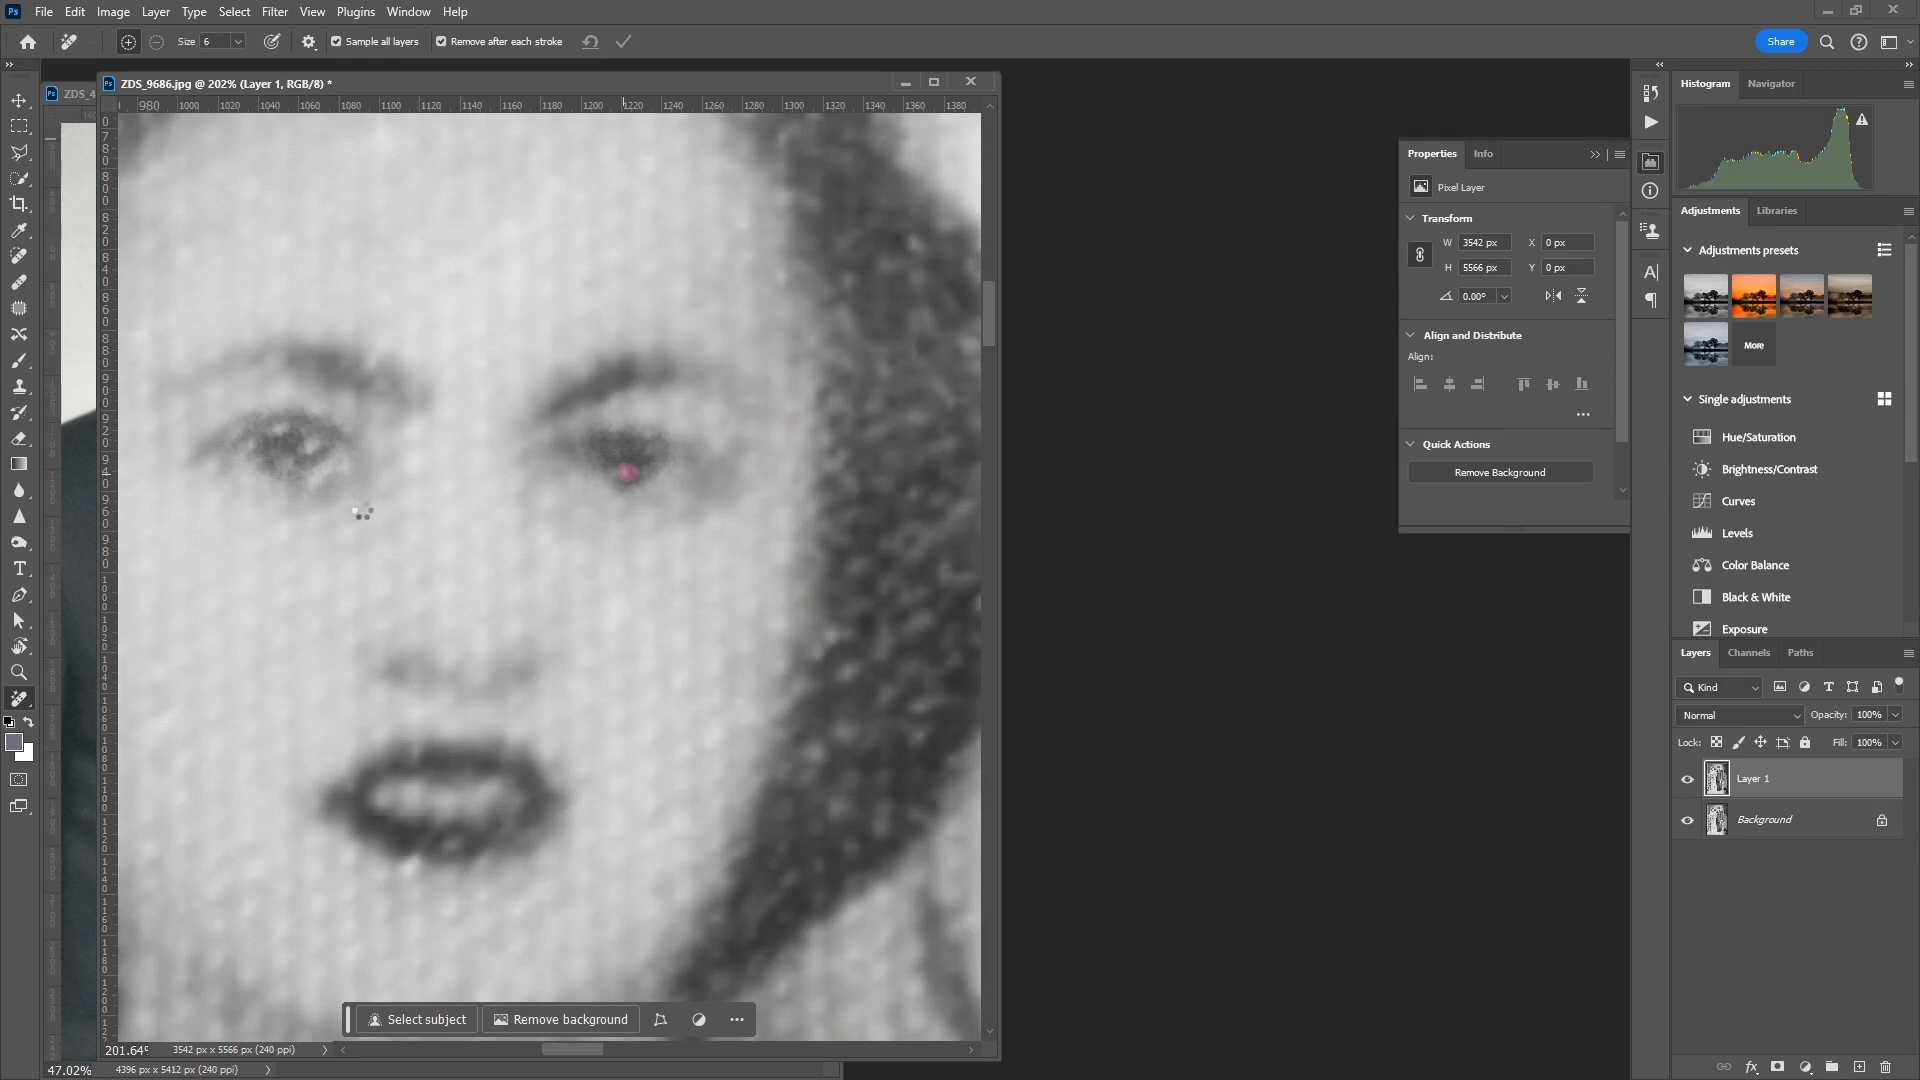 File Edit Image Layer Type Select Filter View Plugins Window Help
Size 6 Sample all layers Remove after each stroke Share
ZDS_4
ZDS_9686.jpg @ 202% (Layer 1, RGB/8) *
980 1000 1020 1040 1060 1080 1100 1120 1140 1160 1180 1200 1220 1240 1260 1280 1300 1320 1340 1360 1380
Histogram Navigator
Properties Info
Pixel Layer
Transform
W 3542 px X 0 px
H 5566 px Y 0 px
0.00°
Align and Distribute
Align:
Quick Actions
Remove Background
Adjustments Libraries
Adjustments presets
More
Single adjustments
Hue/Saturation
Brightness/Contrast
Curves
Levels
Color Balance
Black & White
Exposure
Layers Channels Paths
Kind
Normal Opacity: 100%
Lock: Fill: 100%
Layer 1
Background
Select subject Remove background
201.64% 3542 px x 5566 px (240 ppi)
47.02% 4396 px x 5412 px (240 ppi)